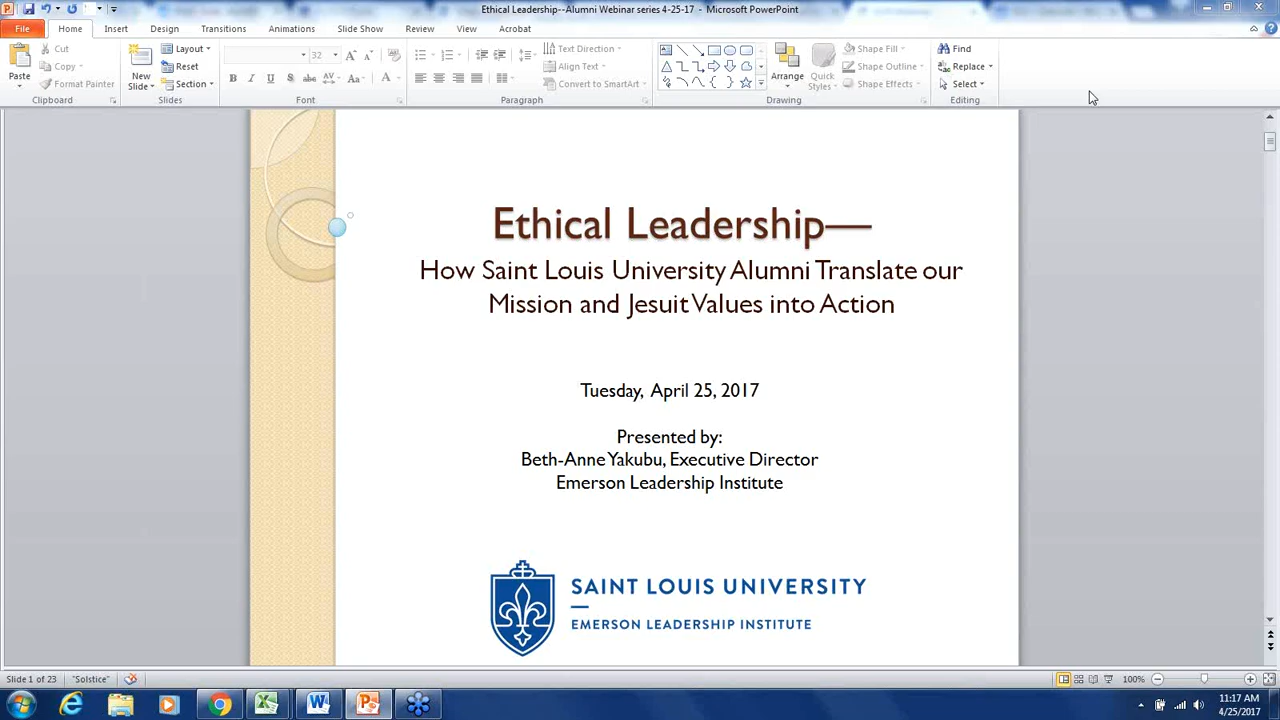 Ethical Leadership--Alumni Webinar series 4-25-17 - Microsoft PowerPoint
File Home Insert Design Transitions Animations Slide Show Review View Acrobat
Paste
Cut
Copy
Format Painter
Clipboard
New
Slide
Layout
Reset
Section
Slides
32
B I U S abc AV Aa A
Font
Text Direction
Align Text
Convert to SmartArt
Paragraph
Arrange
Quick
Styles
Shape Fill
Shape Outline
Shape Effects
Drawing
Find
Replace
Select
Editing
Ethical Leadership—
How Saint Louis University Alumni Translate our
Mission and Jesuit Values into Action
Tuesday, April 25, 2017
Presented by:
Beth-Anne Yakubu, Executive Director
Emerson Leadership Institute
SAINT LOUIS UNIVERSITY
EMERSON LEADERSHIP INSTITUTE
Slide 1 of 23 "Solstice" 100%
11:17 AM
4/25/2017